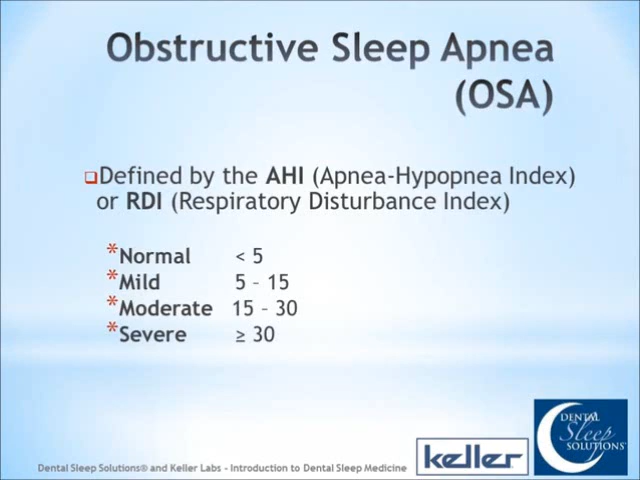 Obstructive Sleep Apnea
(OSA)
Defined by the AHI (Apnea-Hypopnea Index)
or RDI (Respiratory Disturbance Index)
*Normal < 5
*Mild 5 – 15
*Moderate 15 – 30
*Severe ≥ 30
DENTAL
Sleep
SOLUTIONS
keller
Dental Sleep Solutions® and Keller Labs - Introduction to Dental Sleep Medicine